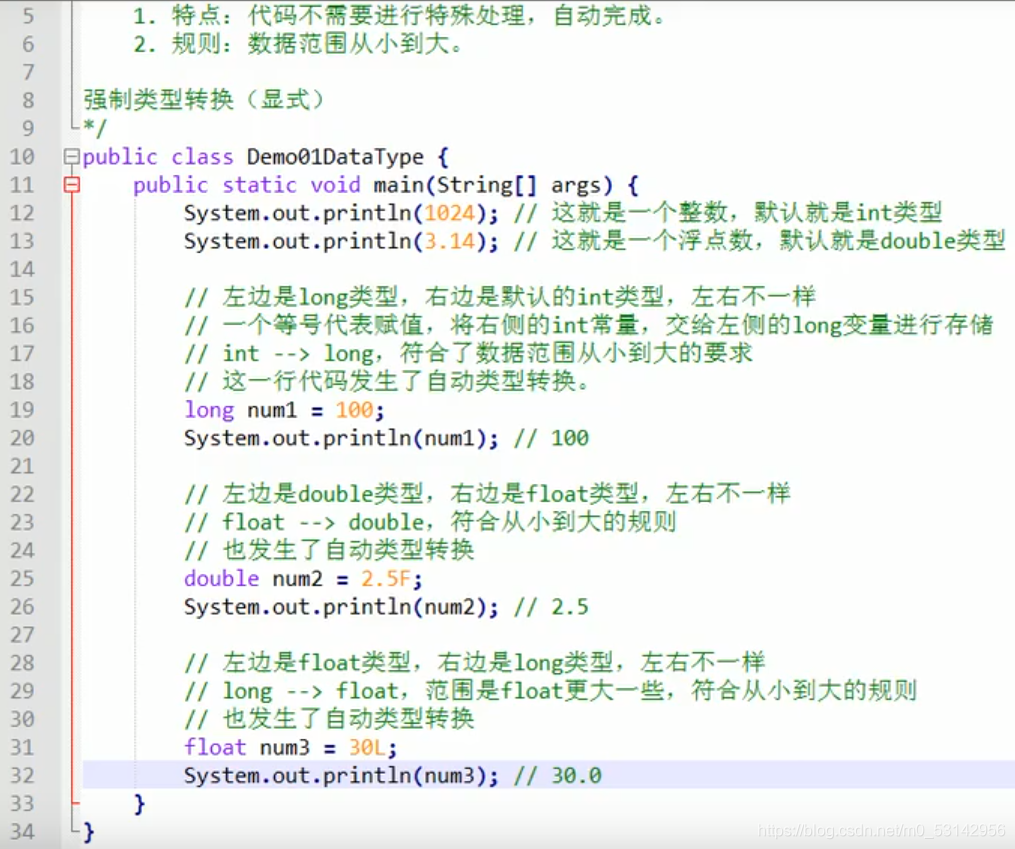 5 1. 特点：代码不需要进行特殊处理，自动完成。
6 2. 规则：数据范围从小到大。
7
8 强制类型转换（显式）
9 */
10 public class Demo01DataType {
11 public static void main(String[] args) {
12 System.out.println(1024); // 这就是一个整数，默认就是int类型
13 System.out.println(3.14); // 这就是一个浮点数，默认就是double类型
14
15 // 左边是long类型，右边是默认的int类型，左右不一样
16 // 一个等号代表赋值，将右侧的int常量，交给左侧的long变量进行存储
17 // int --> long，符合了数据范围从小到大的要求
18 // 这一行代码发生了自动类型转换。
19 long num1 = 100;
20 System.out.println(num1); // 100
21
22 // 左边是double类型，右边是float类型，左右不一样
23 // float --> double，符合从小到大的规则
24 // 也发生了自动类型转换
25 double num2 = 2.5F;
26 System.out.println(num2); // 2.5
27
28 // 左边是float类型，右边是long类型，左右不一样
29 // long --> float，范围是float更大一些，符合从小到大的规则
30 // 也发生了自动类型转换
31 float num3 = 30L;
32 System.out.println(num3); // 30.0
33 }
34 }
https://blog.csdn.net/m0_53142956